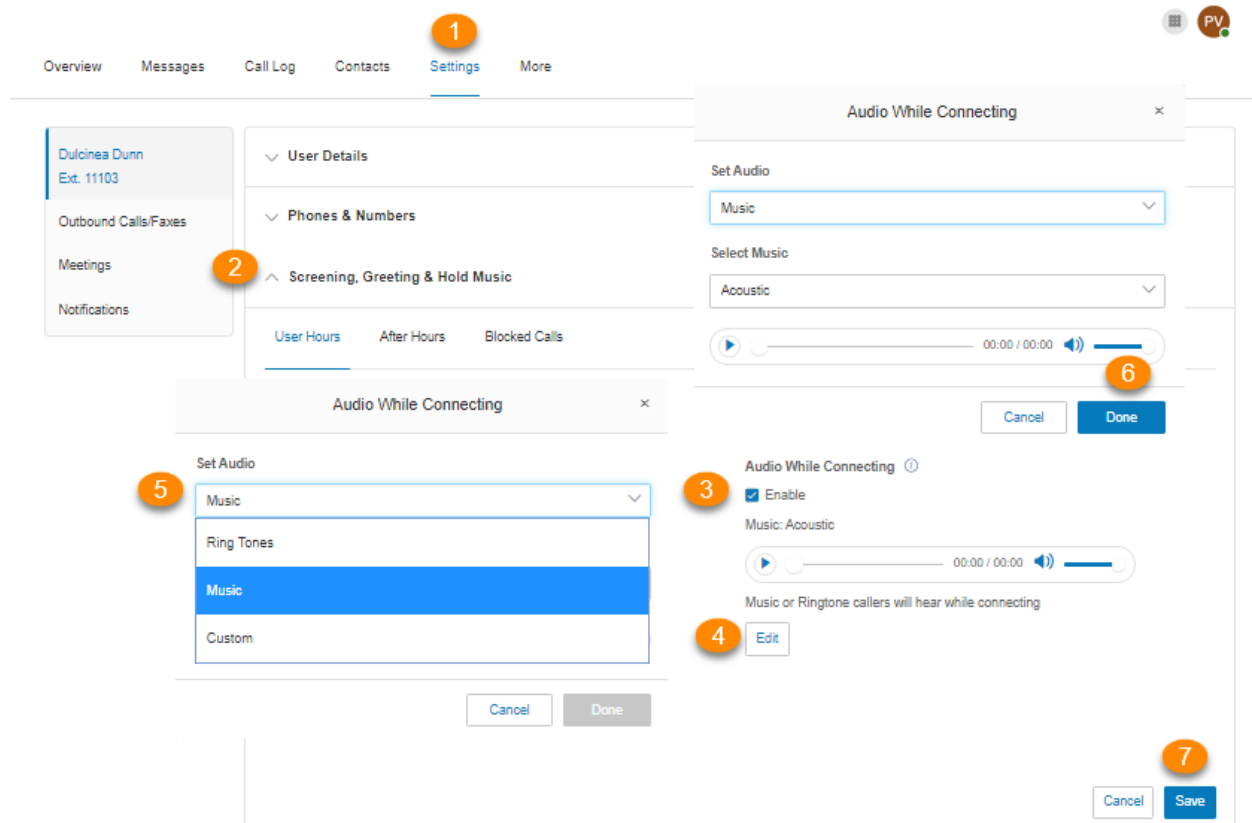 1
PV
Overview Messages Call Log Contacts Settings More
Dulcinea Dunn
Ext. 11103
Outbound Calls/Faxes
Meetings
Notifications
User Details
Phones & Numbers
2
Screening, Greeting & Hold Music
User Hours After Hours Blocked Calls
Audio While Connecting ×
Set Audio
Music
Select Music
Acoustic
00:00 / 00:00
6
Cancel Done
Audio While Connecting ×
Set Audio
5
Music
Ring Tones
Music
Custom
Cancel Done
Audio While Connecting i
3
Enable
Music: Acoustic
00:00 / 00:00
Music or Ringtone callers will hear while connecting
4
Edit
7
Cancel Save